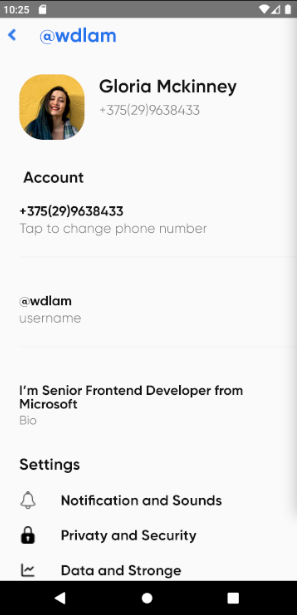 10:25
@wdlam
Gloria Mckinney
+375(29)9638433
Account
+375(29)9638433
Tap to change phone number
@wdlam
username
I'm Senior Frontend Developer from
Microsoft
Bio
Settings
Notification and Sounds
Privaty and Security
Data and Stronge